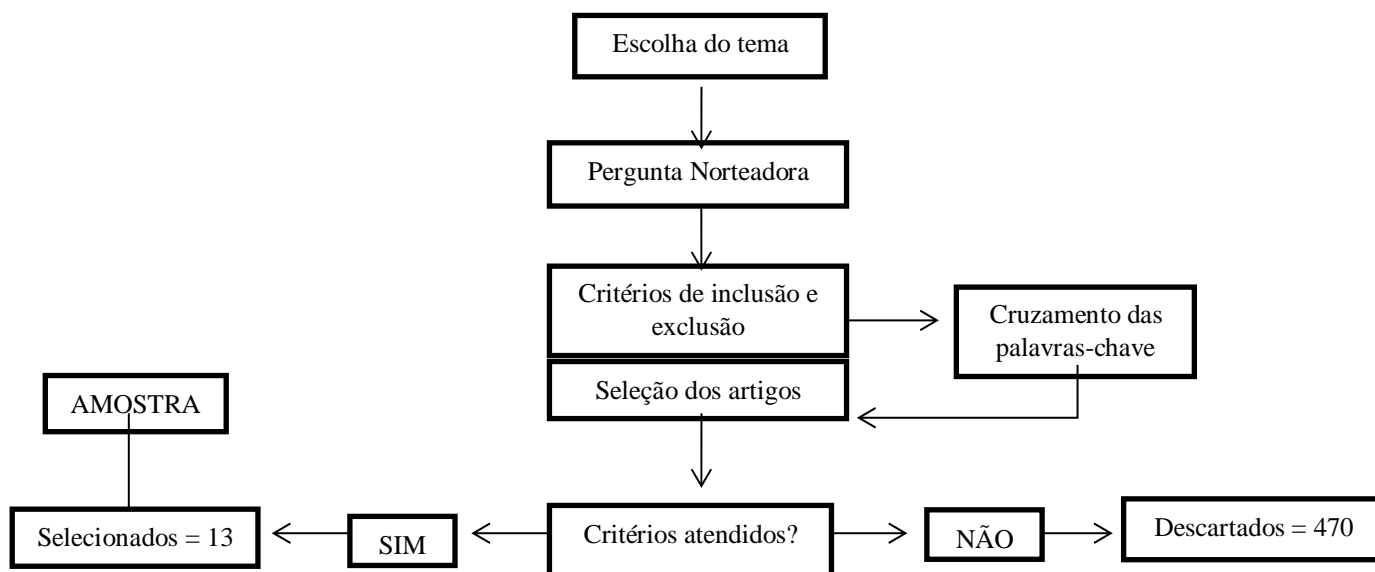 Escolha do tema
Pergunta Norteadora
Critérios de inclusão e
exclusão
Cruzamento das
palavras-chave
Seleção dos artigos
AMOSTRA
Selecionados = 13
SIM
Critérios atendidos?
NÃO
Descartados = 470